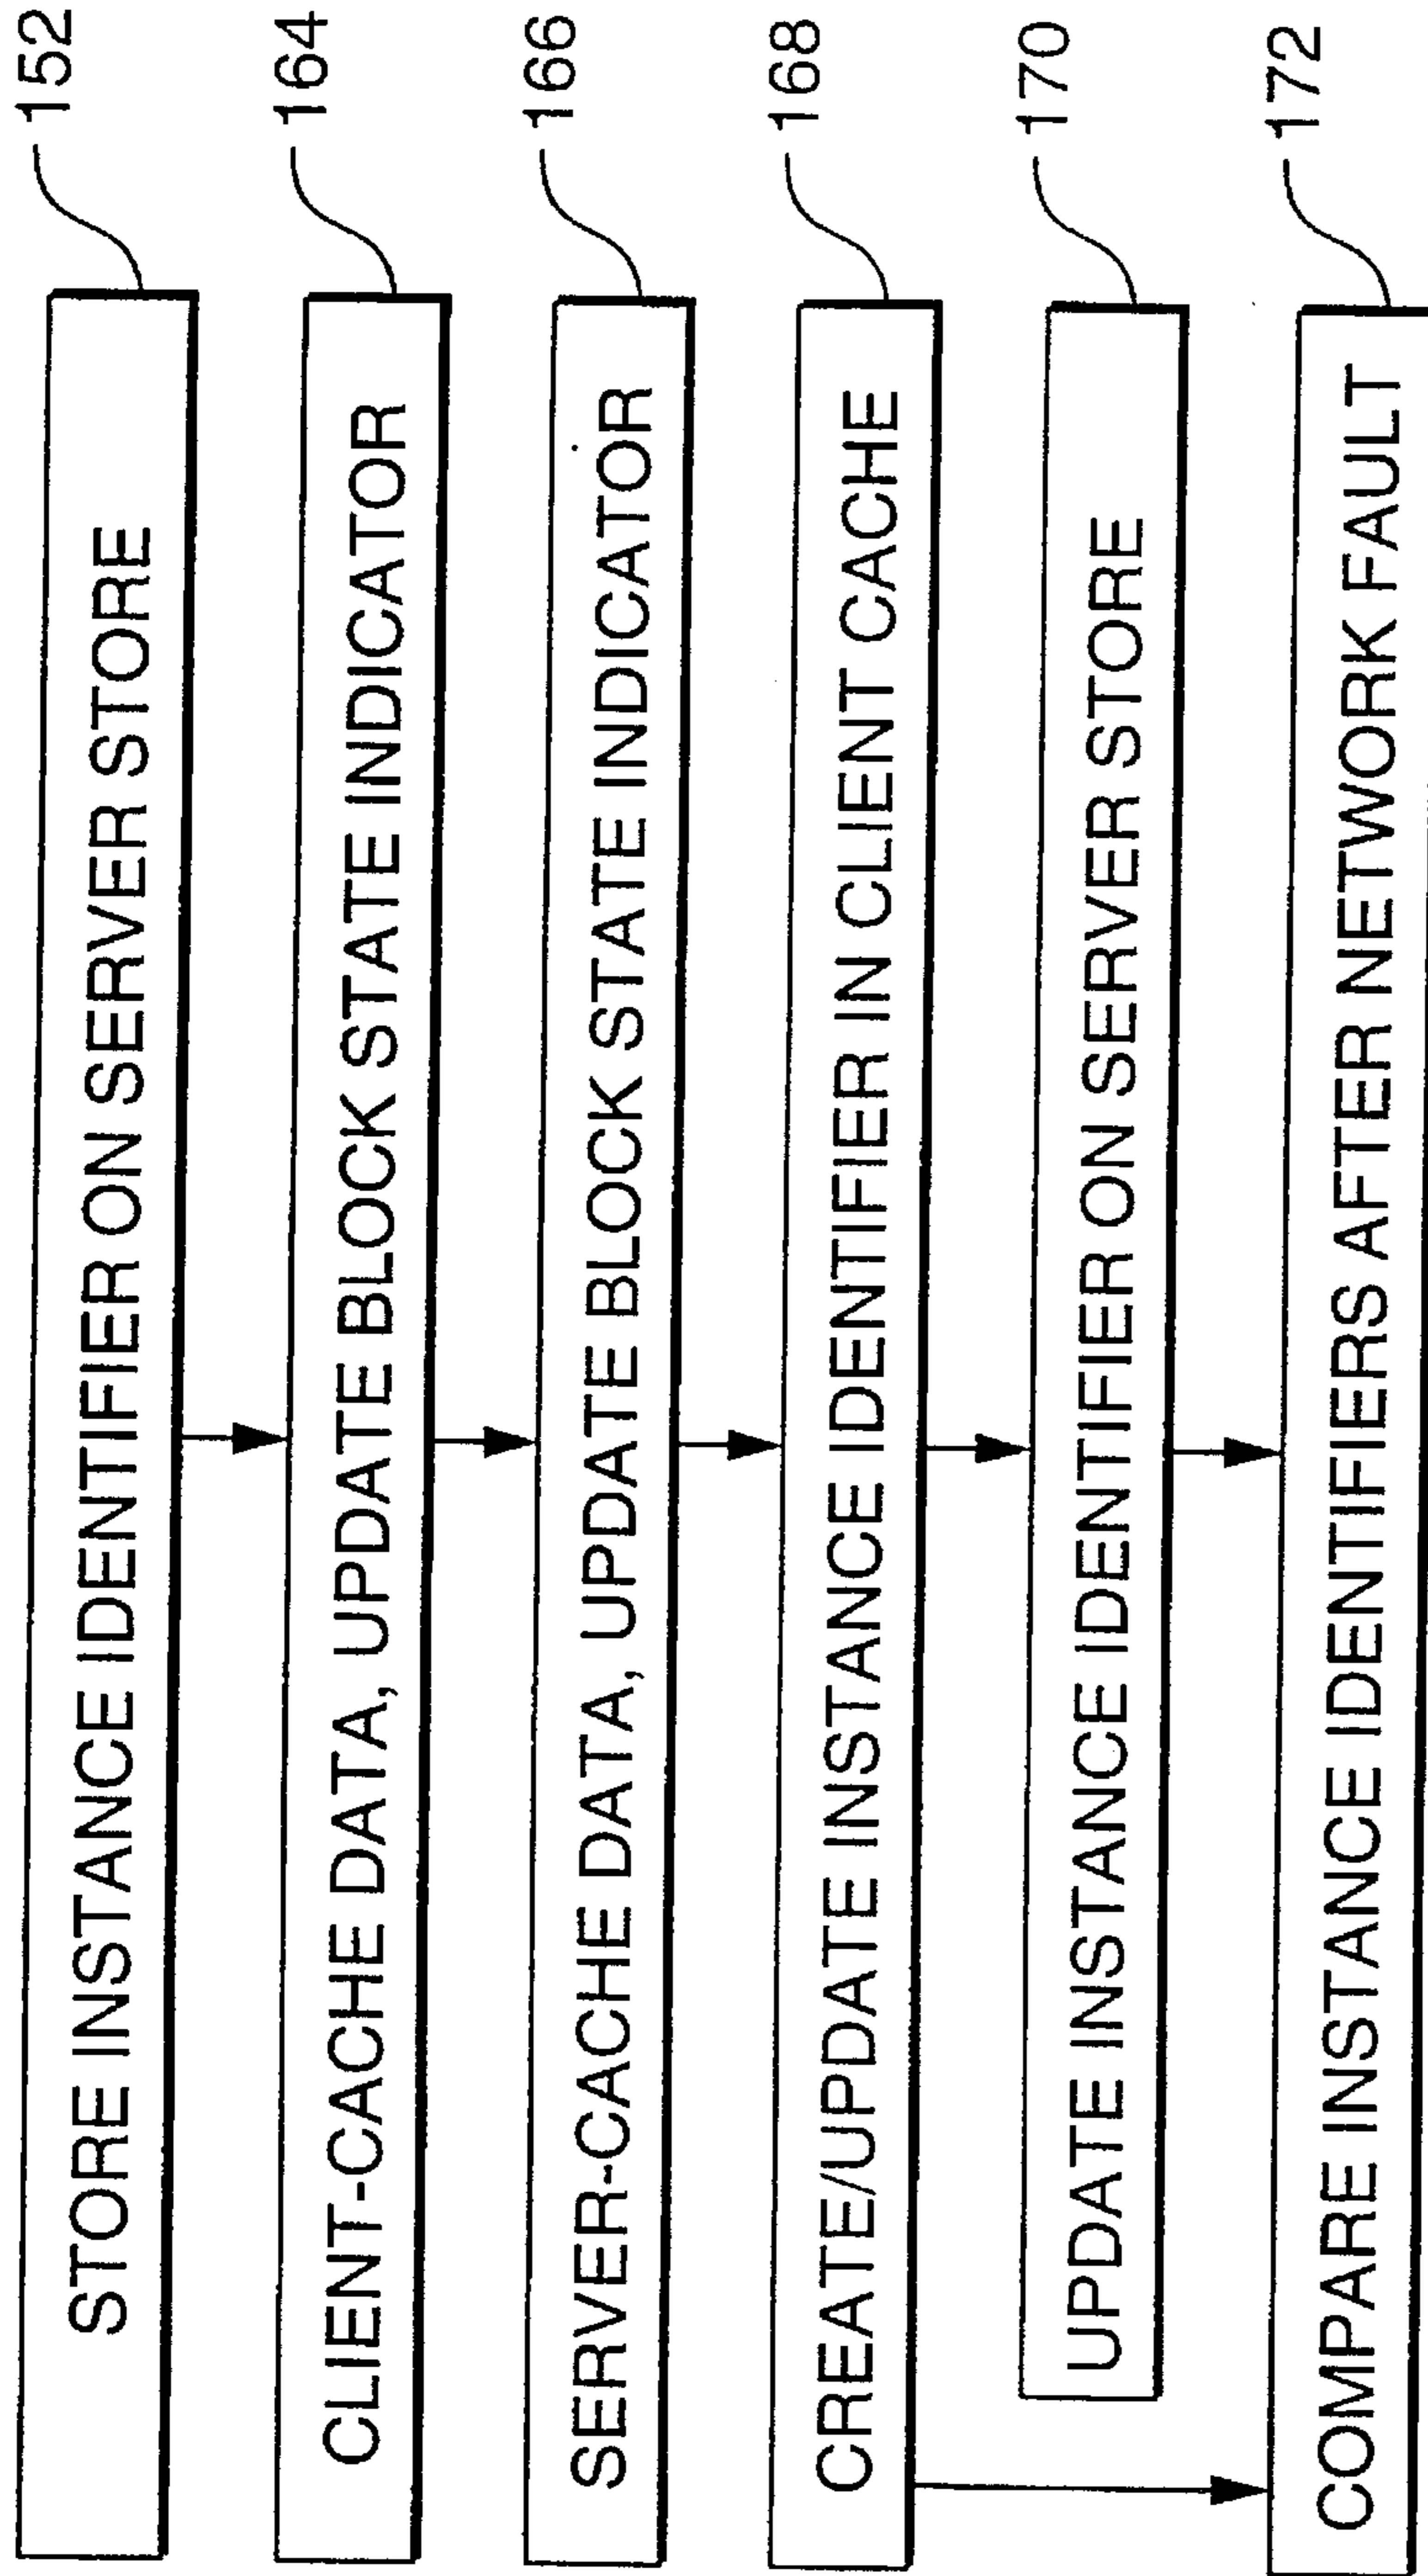 STORE INSTANCE IDENTIFIER ON SERVER STORE
152
CLIENT-CACHE DATA, UPDATE BLOCK STATE INDICATOR
164
SERVER-CACHE DATA, UPDATE BLOCK STATE INDICATOR
166
CREATE/UPDATE INSTANCE IDENTIFIER IN CLIENT CACHE
168
UPDATE INSTANCE IDENTIFIER ON SERVER STORE
170
COMPARE INSTANCE IDENTIFIERS AFTER NETWORK FAULT
172